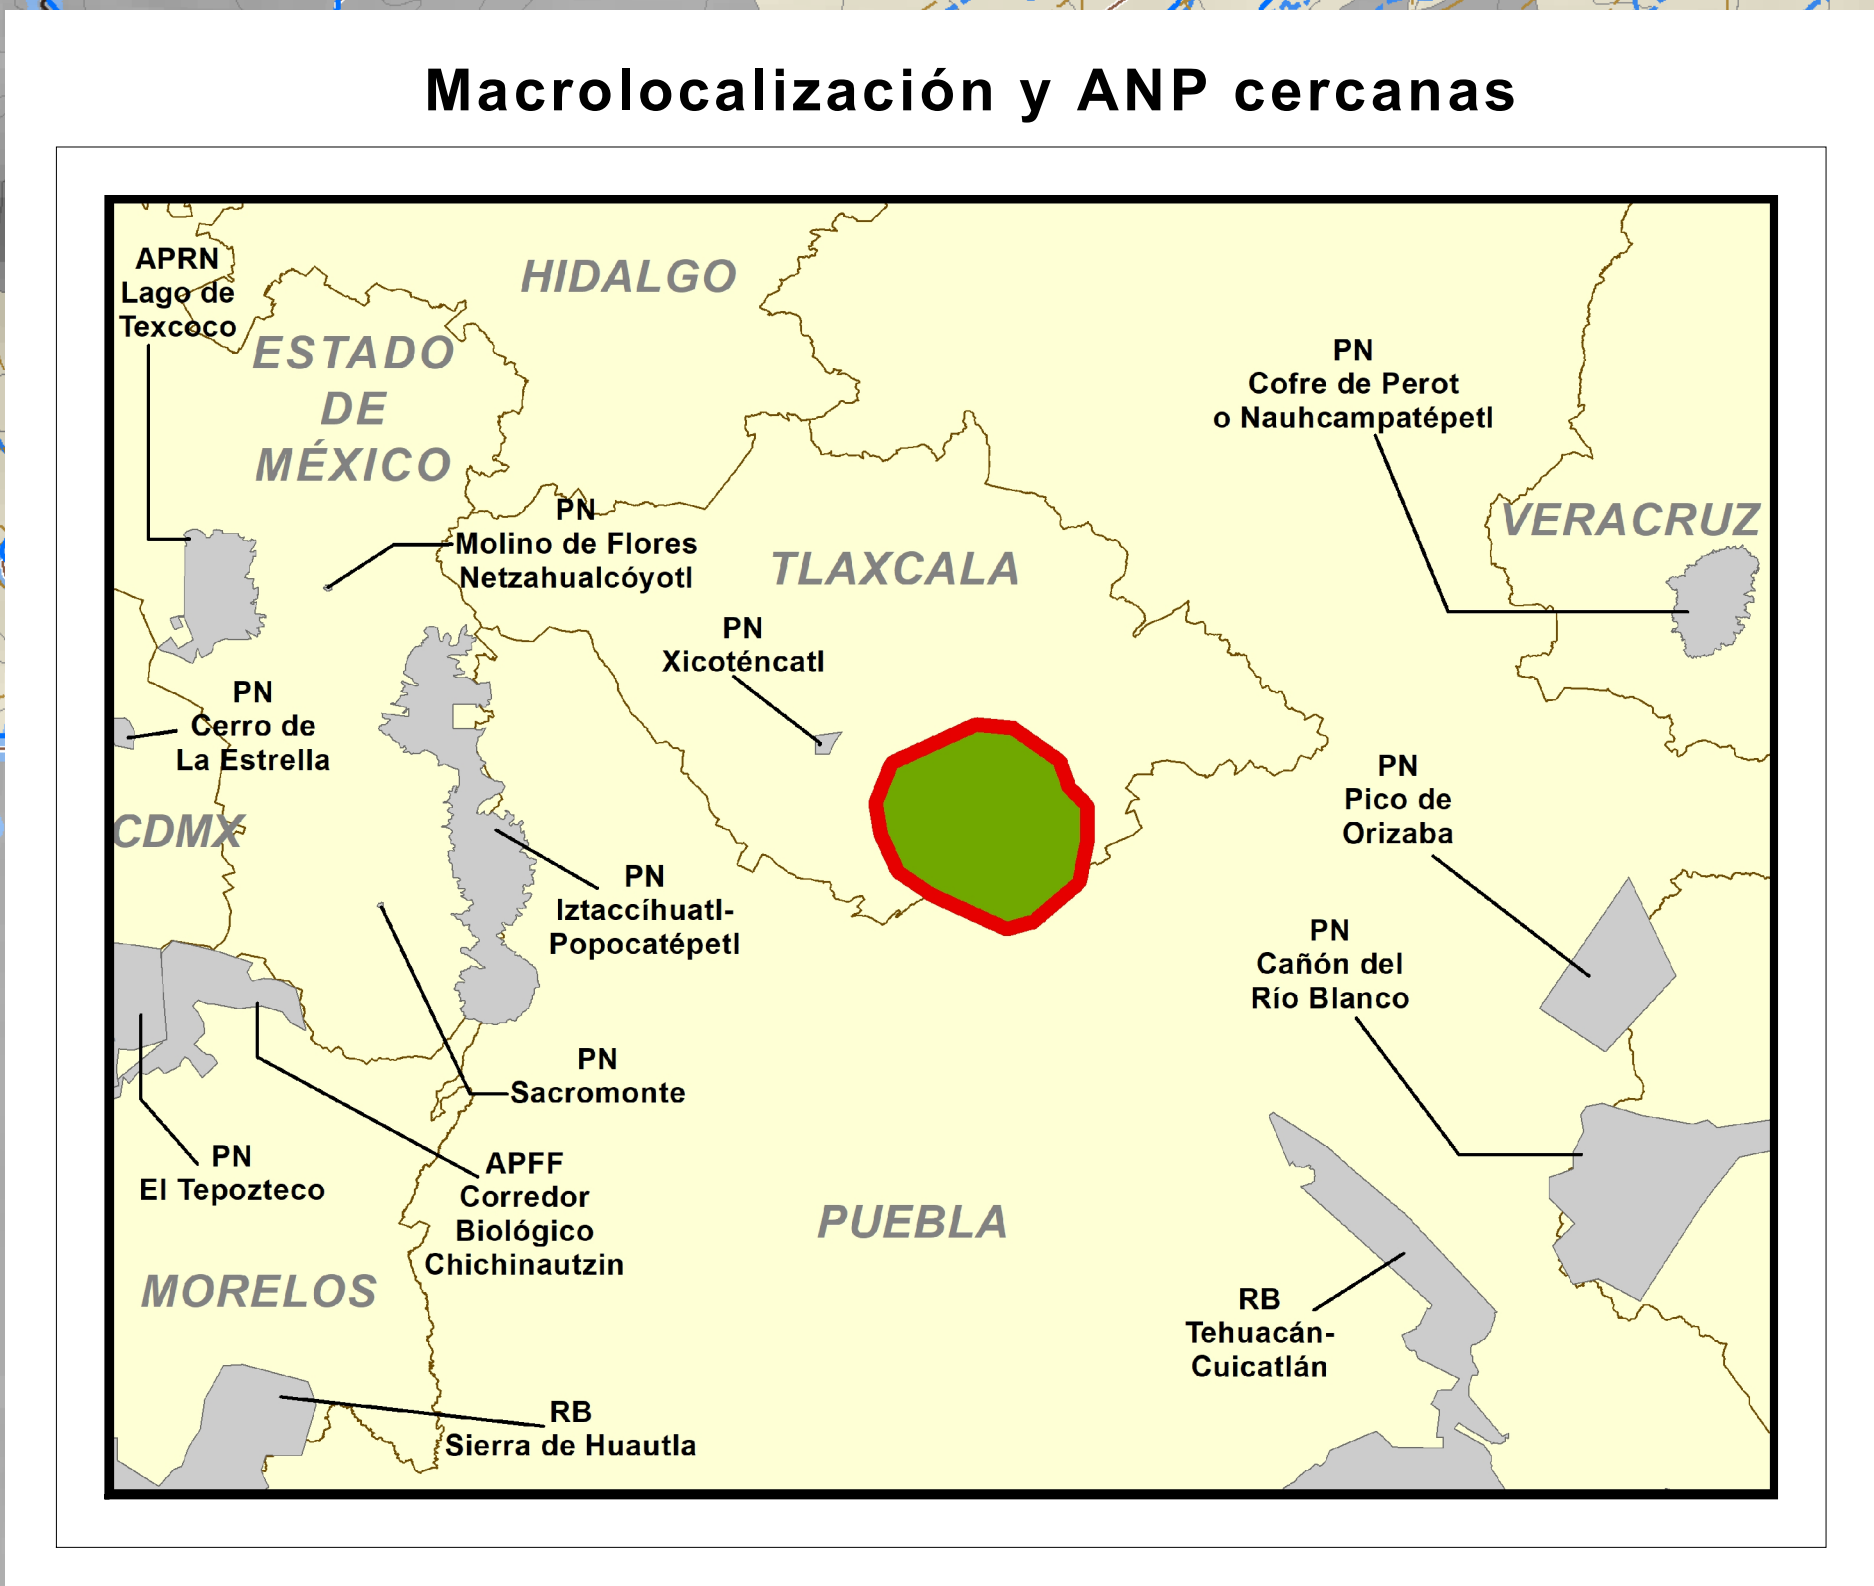 Macrolocalización y ANP cercanas
APRN
Lago de
Texcoco
HIDALGO
ESTADO
DE
MÉXICO
PN
Cofre de Perot
o Nauhcampatépetl
PN
Molino de Flores
Netzahualcóyotl
TLAXCALA
VERACRUZ
PN
Xicoténcatl
PN
Cerro de
La Estrella
CDMX
PN
Pico de
Orizaba
PN
Iztaccíhuatl-
Popocatépetl
PN
Cañón del
Río Blanco
PN
Sacromonte
PN
El Tepozteco
APFF
Corredor
Biológico
Chichinautzin
PUEBLA
MORELOS
RB
Tehuacán-
Cuicatlán
RB
Sierra de Huautla